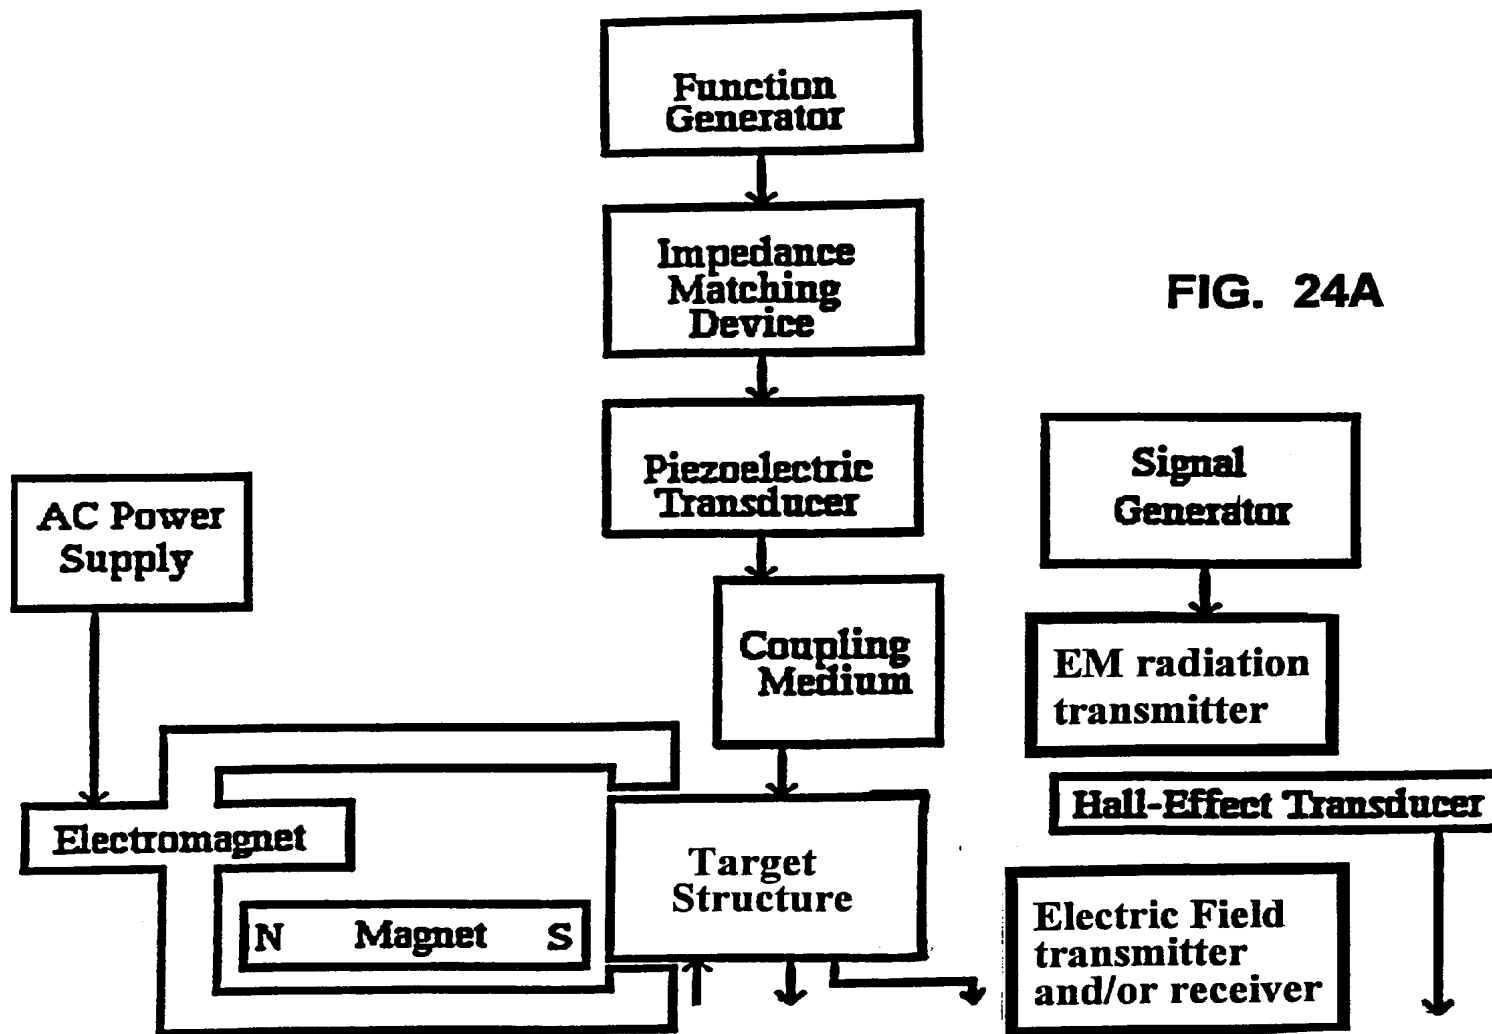 Function
Generator
Impedance
Matching
Device
FIG. 24A
Piezoelectric
Transducer
Signal
Generator
AC Power
Supply
Coupling
Medium
EM radiation
transmitter
Hall-Effect Transducer
Electromagnet
Target
Structure
N Magnet S
Electric Field
transmitter
and/or receiver